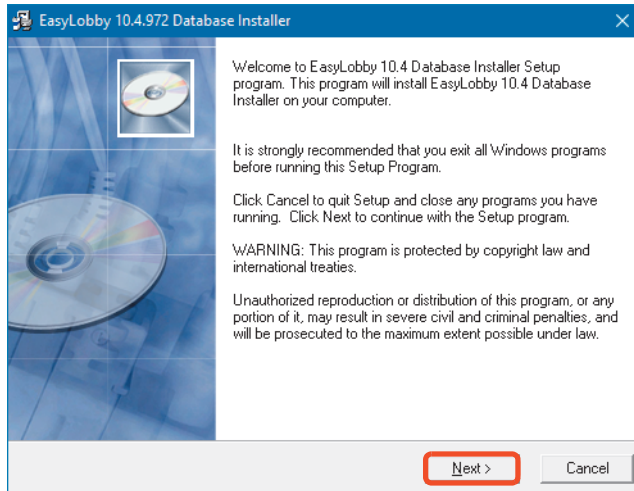 EasyLobby 10.4.972 Database Installer
Welcome to EasyLobby 10.4 Database Installer Setup
program. This program will install EasyLobby 10.4 Database
Installer on your computer.
It is strongly recommended that you exit all Windows programs
before running this Setup Program.
Click Cancel to quit Setup and close any programs you have
running. Click Next to continue with the Setup program.
WARNING: This program is protected by copyright law and
international treaties.
Unauthorized reproduction or distribution of this program, or any
portion of it, may result in severe civil and criminal penalties, and
will be prosecuted to the maximum extent possible under law.
Next >
Cancel